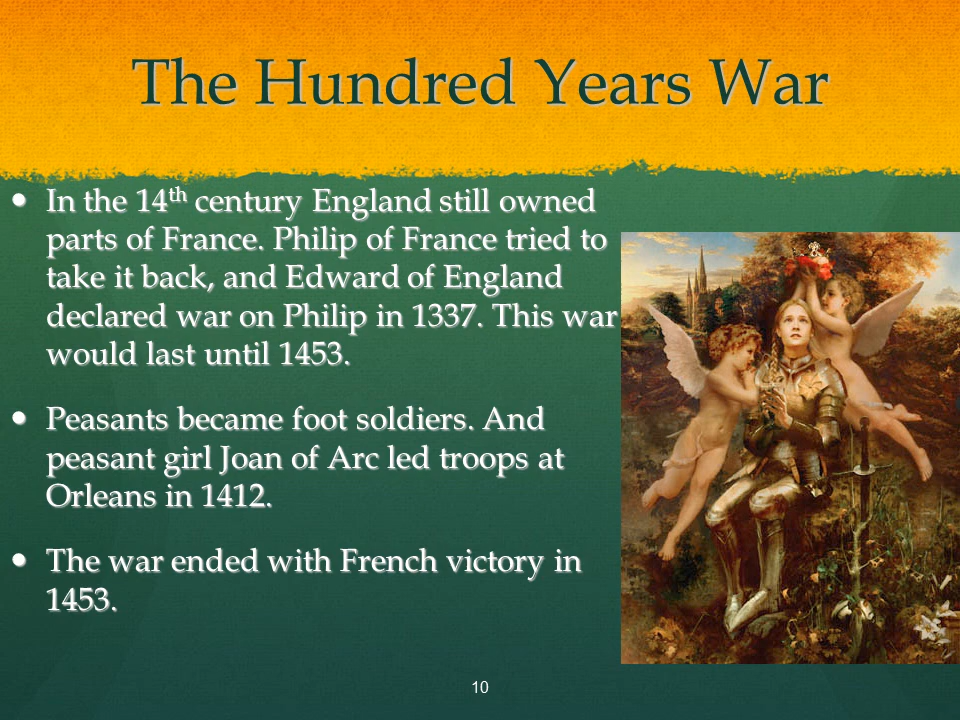 The Hundred Years War
• In the 14th century England still owned
parts of France. Philip of France tried to
take it back, and Edward of England
declared war on Philip in 1337. This war
would last until 1453.
• Peasants became foot soldiers. And
peasant girl Joan of Arc led troops at
Orleans in 1412.
• The war ended with French victory in
1453.
10